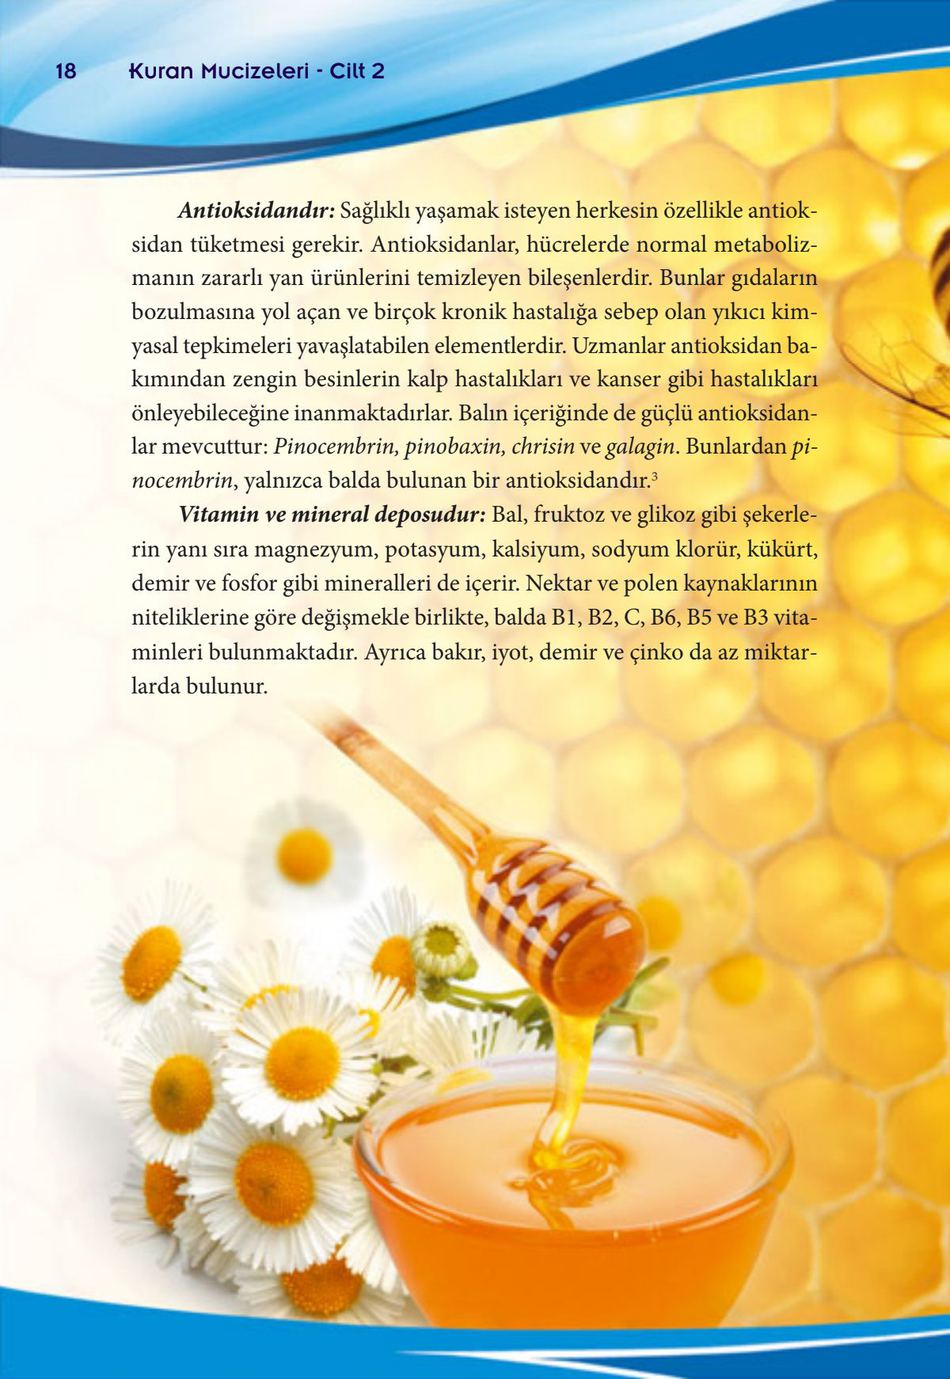 18 Kuran Mucizeleri - Cilt 2
Antioksidandır: Sağlıklı yaşamak isteyen herkesin özellikle antiok-
sidan tüketmesi gerekir. Antioksidanlar, hücrelerde normal metaboliz-
manın zararlı yan ürünlerini temizleyen bileşenlerdir. Bunlar gıdaların
bozulmasına yol açan ve birçok kronik hastalığa sebep olan yıkıcı kim-
yasal tepkimeleri yavaşlatabilen elementlerdir. Uzmanlar antioksidan ba-
kımından zengin besinlerin kalp hastalıkları ve kanser gibi hastalıkları
önleyebileceğine inanmaktadırlar. Balın içeriğinde de güçlü antioksidan-
lar mevcuttur: Pinocembrin, pinobaxin, chrisin ve galagin. Bunlardan pi-
nocembrin, yalnızca balda bulunan bir antioksidandır.³
Vitamin ve mineral deposudur: Bal, fruktoz ve glikoz gibi şekerle-
rin yanı sıra magnezyum, potasyum, kalsiyum, sodyum klorür, kükürt,
demir ve fosfor gibi mineralleri de içerir. Nektar ve polen kaynaklarının
niteliklerine göre değişmekle birlikte, balda B1, B2, C, B6, B5 ve B3 vita-
minleri bulunmaktadır. Ayrıca bakır, iyot, demir ve çinko da az miktar-
larda bulunur.